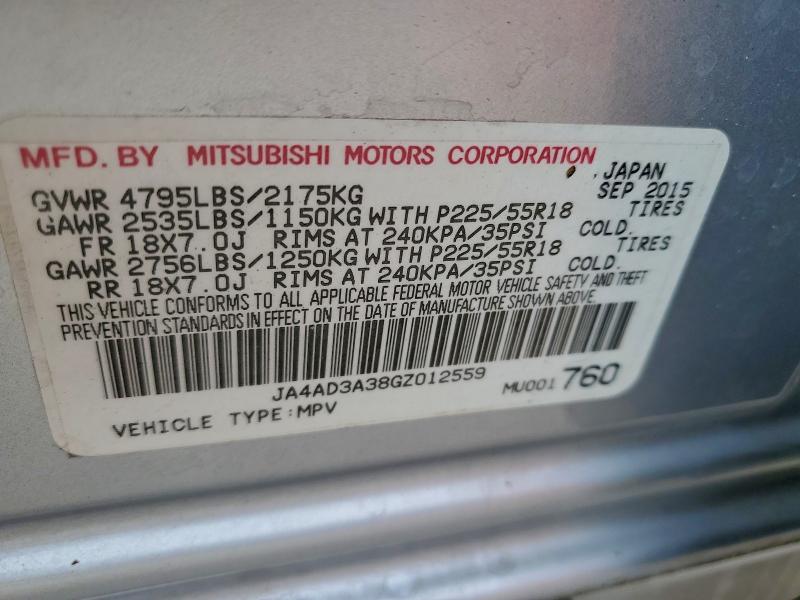 MFD. BY MITSUBISHI MOTORS CORPORATION, JAPAN
GVWR 4795LBS/2175KG SEP 2015
GAWR 2535LBS/1150KG WITH P225/55R18 TIRES
FR 18X7.0J RIMS AT 240KPA/35PSI COLD.
GAWR 2756LBS/1250KG WITH P225/55R18 TIRES
RR 18X7.0J RIMS AT 240KPA/35PSI COLD.
THIS VEHICLE CONFORMS TO ALL APPLICABLE FEDERAL MOTOR VEHICLE SAFETY AND THEFT
PREVENTION STANDARDS IN EFFECT ON THE DATE OF MANUFACTURE SHOWN ABOVE.
JA4AD3A38GZ012559 MU001 760
VEHICLE TYPE:MPV